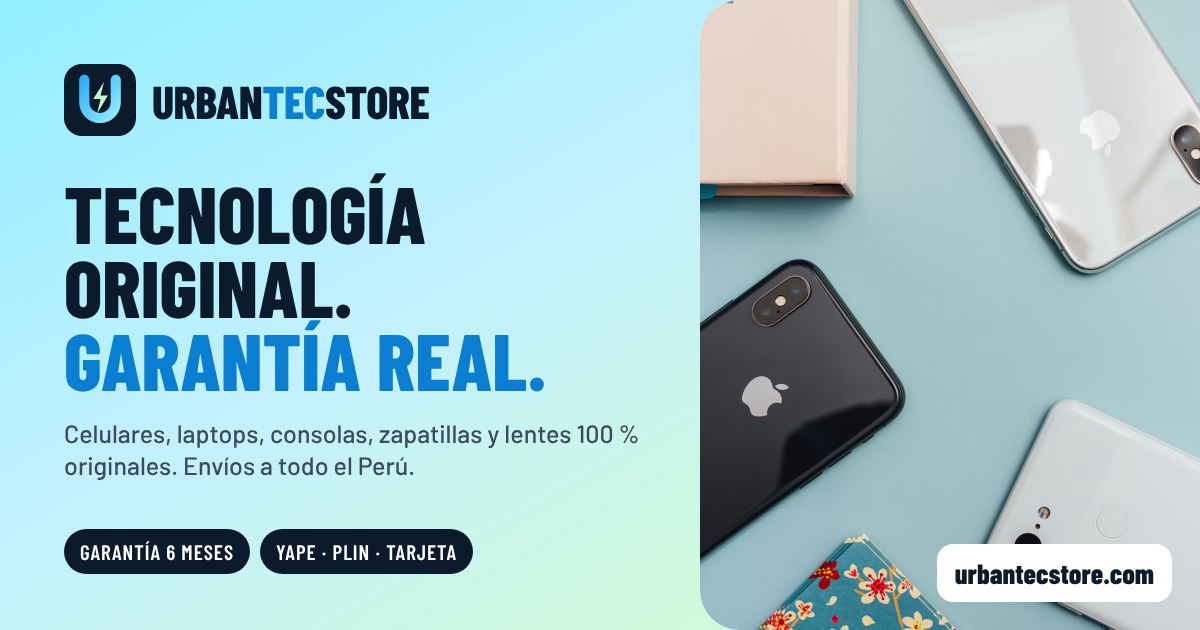 URBANTECSTORE
TECNOLOGÍA
ORIGINAL.
GARANTÍA REAL.
Celulares, laptops, consolas, zapatillas y lentes 100 %
originales. Envíos a todo el Perú.
GARANTÍA 6 MESES
YAPE · PLIN · TARJETA
urbantecstore.com